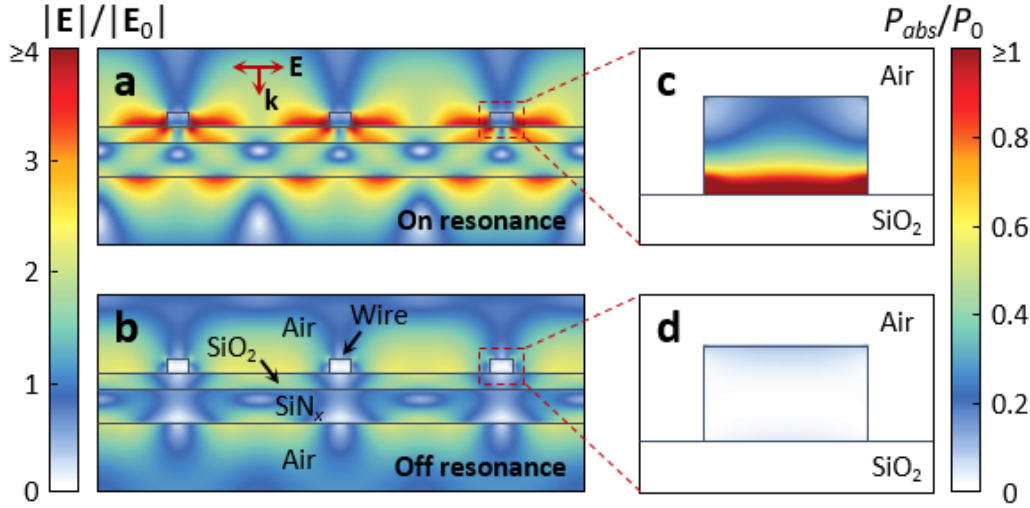 |E|/|E₀|
P_abs/P₀
≥4
3
2
1
0
a
E
k
On resonance
b
Air
Wire
SiO₂
SiNₓ
Air
Off resonance
c
Air
SiO₂
d
Air
SiO₂
≥1
0.8
0.6
0.4
0.2
0